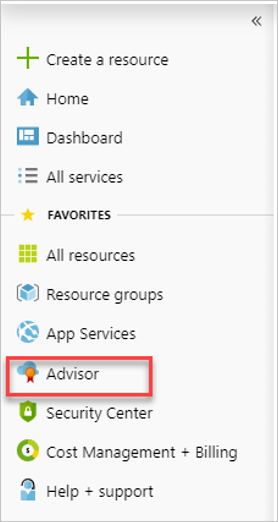 «
Create a resource
Home
Dashboard
All services
FAVORITES
All resources
Resource groups
App Services
Advisor
Security Center
Cost Management + Billing
Help + support